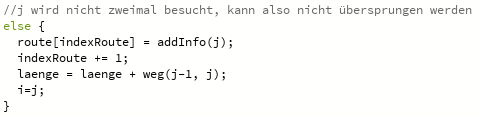 //j wird nicht zweimal besucht, kann also nicht übersprungen werden
else {
  route[indexRoute] = addInfo(j);
  indexRoute += 1;
  laenge = laenge + weg(j-1, j);
  i=j;
}